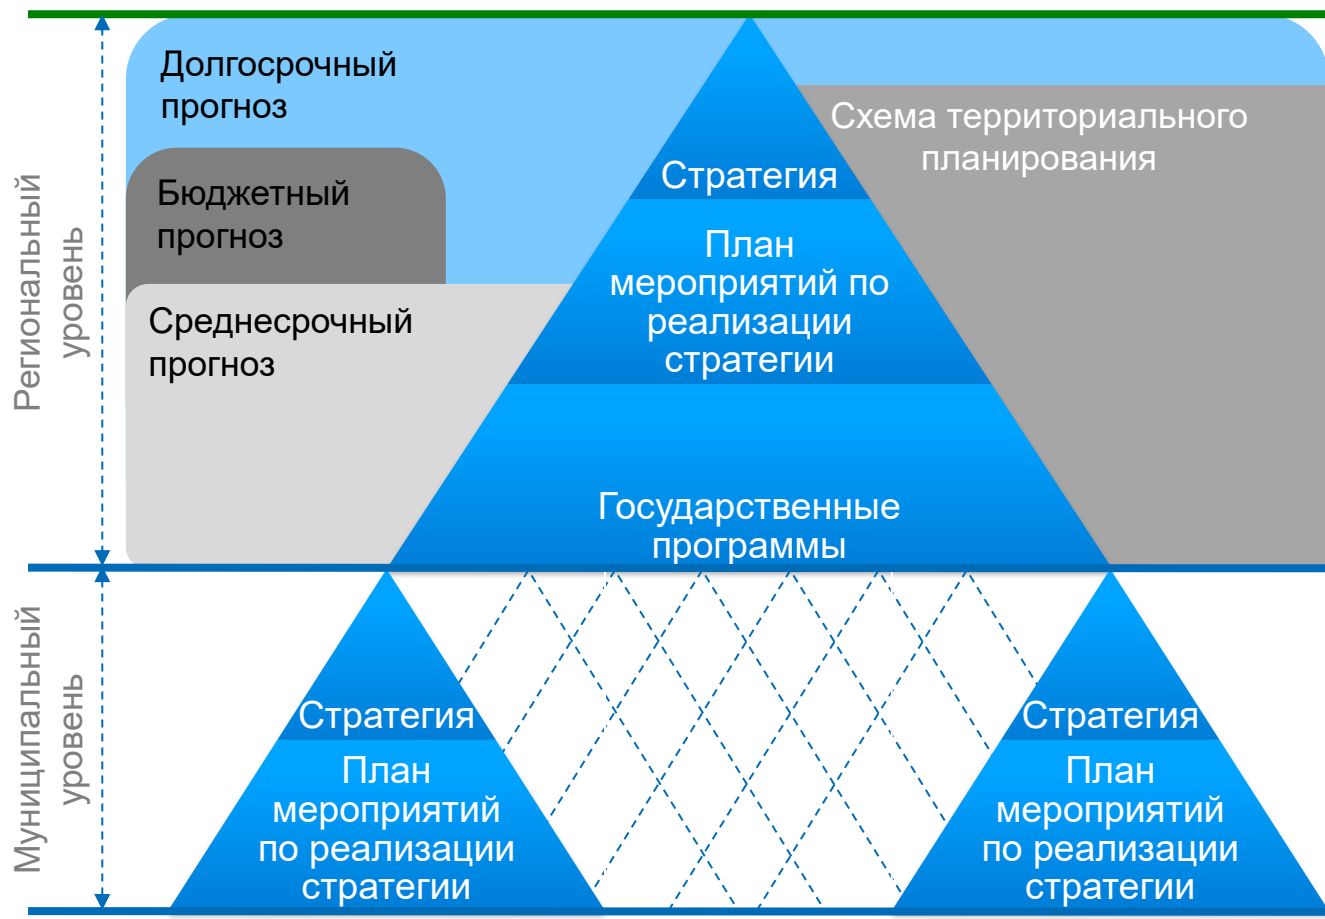 Региональный
уровень
Долгосрочный
прогноз
Бюджетный
прогноз
Среднесрочный
прогноз
Стратегия
План
мероприятий по
реализации
стратегии
Государственные
программы
Схема территориального
планирования
Муниципальный
уровень
Стратегия
План
мероприятий
по реализации
стратегии
Стратегия
План
мероприятий
по реализации
стратегии